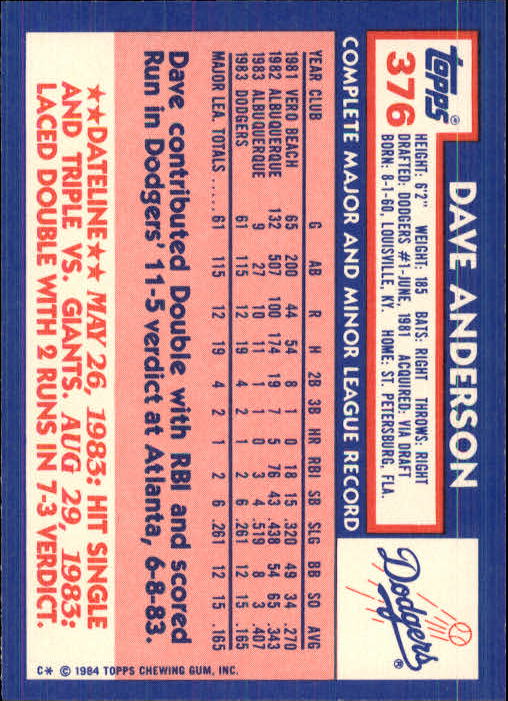 Topps®
376
DAVE ANDERSON
HEIGHT: 6'2" WEIGHT: 185 BATS: RIGHT THROWS: RIGHT
DRAFTED: DODGERS #1-JUNE, 1981 ACQUIRED: VIA DRAFT
BORN: 8-1-60, LOUISVILLE, KY. HOME: ST. PETERSBURG, FLA.
Dodgers®
COMPLETE MAJOR AND MINOR LEAGUE RECORD
YEAR CLUB G AB R H 2B 3B HR RBI SB SLG BB SO AVG
1981 VERO BEACH 65 200 44 54 8 1 0 18 15 .320 49 34 .270
1982 ALBUQUERQUE 132 507 100 174 19 7 5 76 43 .438 54 65 .343
1983 ALBUQUERQUE 9 27 10 11 1 1 0 3 4 .519 8 3 .407
1983 DODGERS 61 115 12 19 4 2 1 2 6 .261 12 15 .165
MAJOR LEA. TOTALS ..... 61 115 12 19 4 2 1 2 6 .261 12 15 .165
Dave contributed Double with RBI and scored
Run in Dodgers' 11-5 verdict at Atlanta, 6-8-83.
★★DATELINE★★ MAY 26, 1983: HIT SINGLE
AND TRIPLE VS. GIANTS. AUG 29, 1983:
LACED DOUBLE WITH 2 RUNS IN 7-3 VERDICT.
C* © 1984 TOPPS CHEWING GUM, INC.